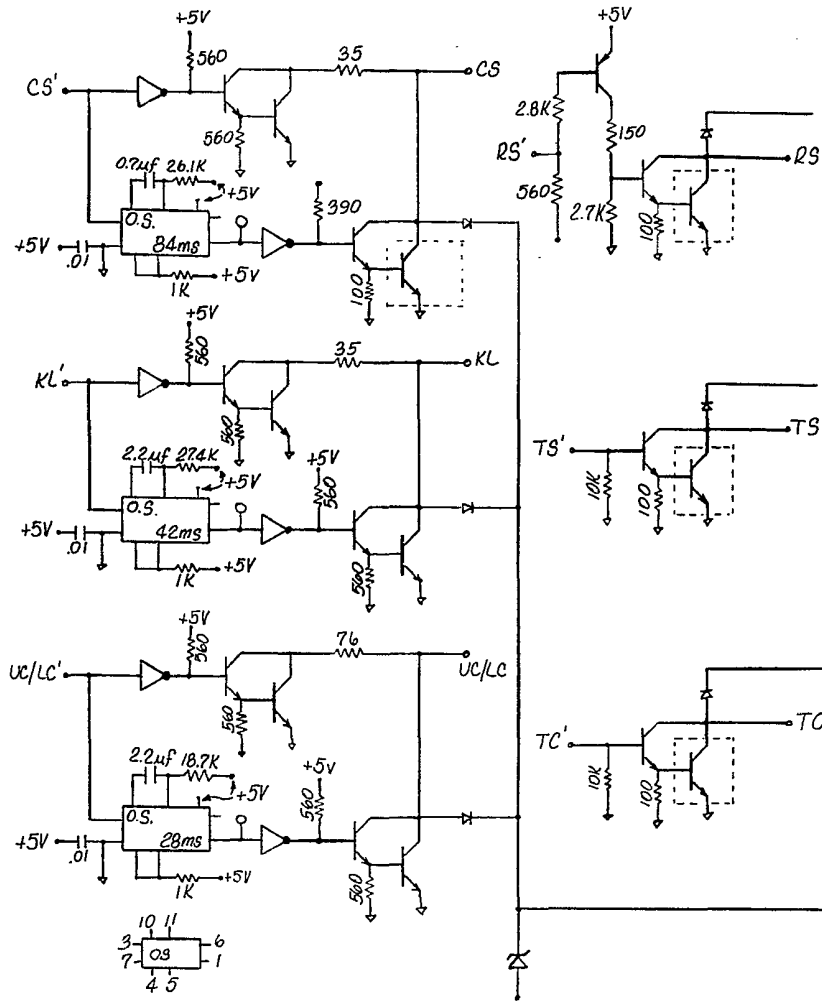 +5V
560
CS'
35
CS
560
0.7µf 26.1K
+5V
O.S.
84ms
+5V
.01
1K
+5V
390
100
+5V
560
KL'
35
KL
560
2.2µf 27.4K
+5V
O.S.
42ms
+5V
.01
1K
+5V
+5V
560
560
+5V
560
UC/LC'
76
UC/LC
560
2.2µf 18.7K
+5V
O.S.
28ms
+5V
.01
1K
+5V
+5V
560
560
10 11
3
7
OS
6
1
4 5
+5V
2.8K
150
RS'
560
2.7K
100
RS
TS'
10K
100
TS
TC'
10K
100
TC